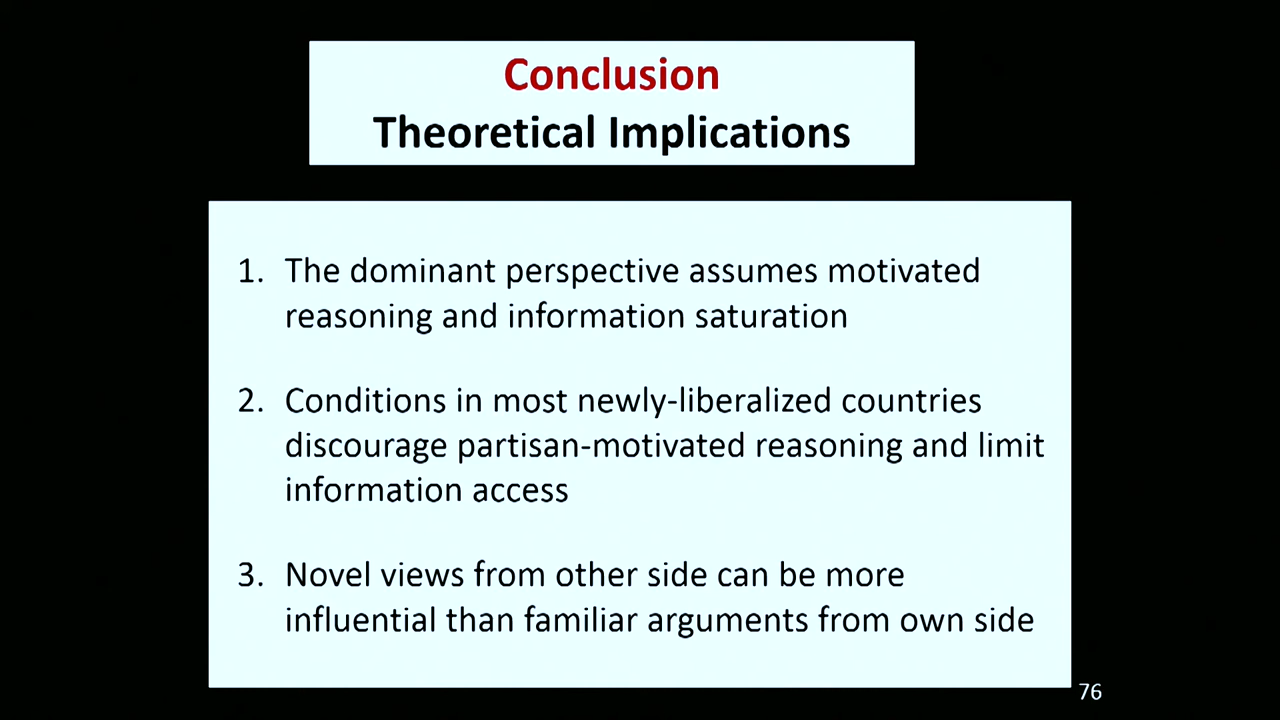 Conclusion
Theoretical Implications
1. The dominant perspective assumes motivated
reasoning and information saturation
2. Conditions in most newly-liberalized countries
discourage partisan-motivated reasoning and limit
information access
3. Novel views from other side can be more
influential than familiar arguments from own side
76